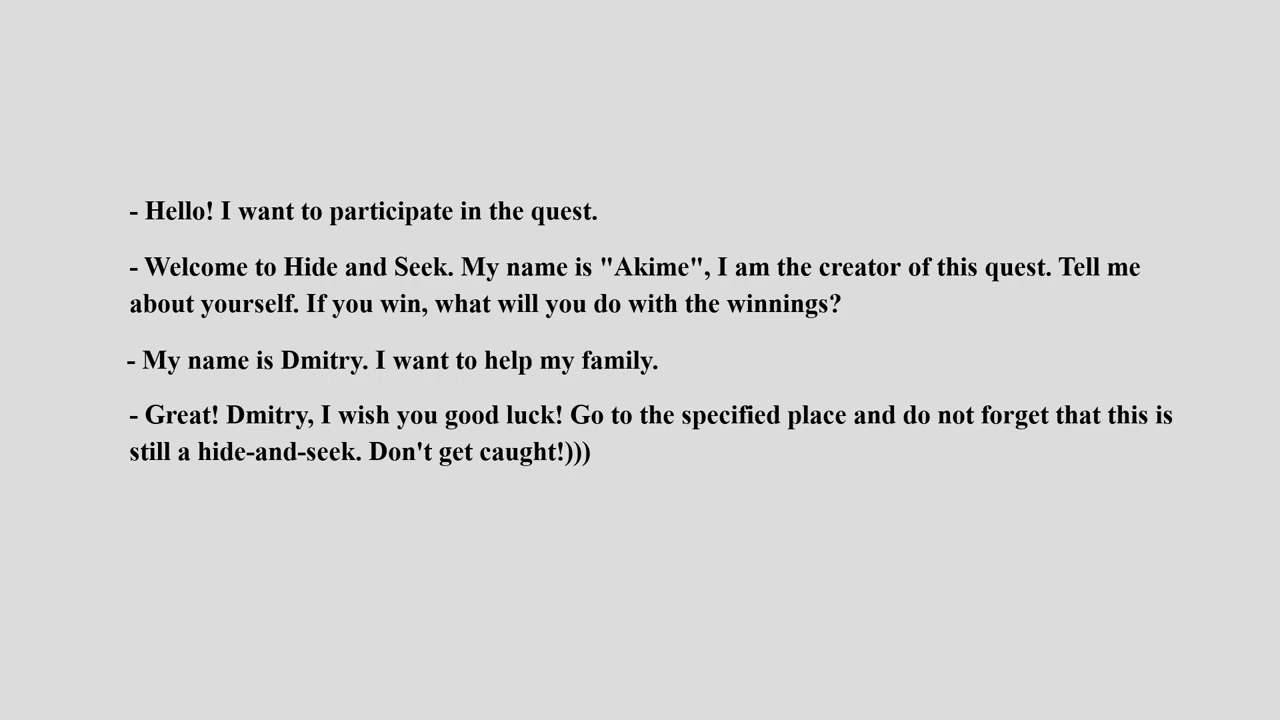 - Hello! I want to participate in the quest.
- Welcome to Hide and Seek. My name is "Akime", I am the creator of this quest. Tell me
about yourself. If you win, what will you do with the winnings?
- My name is Dmitry. I want to help my family.
- Great! Dmitry, I wish you good luck! Go to the specified place and do not forget that this is
still a hide-and-seek. Don't get caught!)))